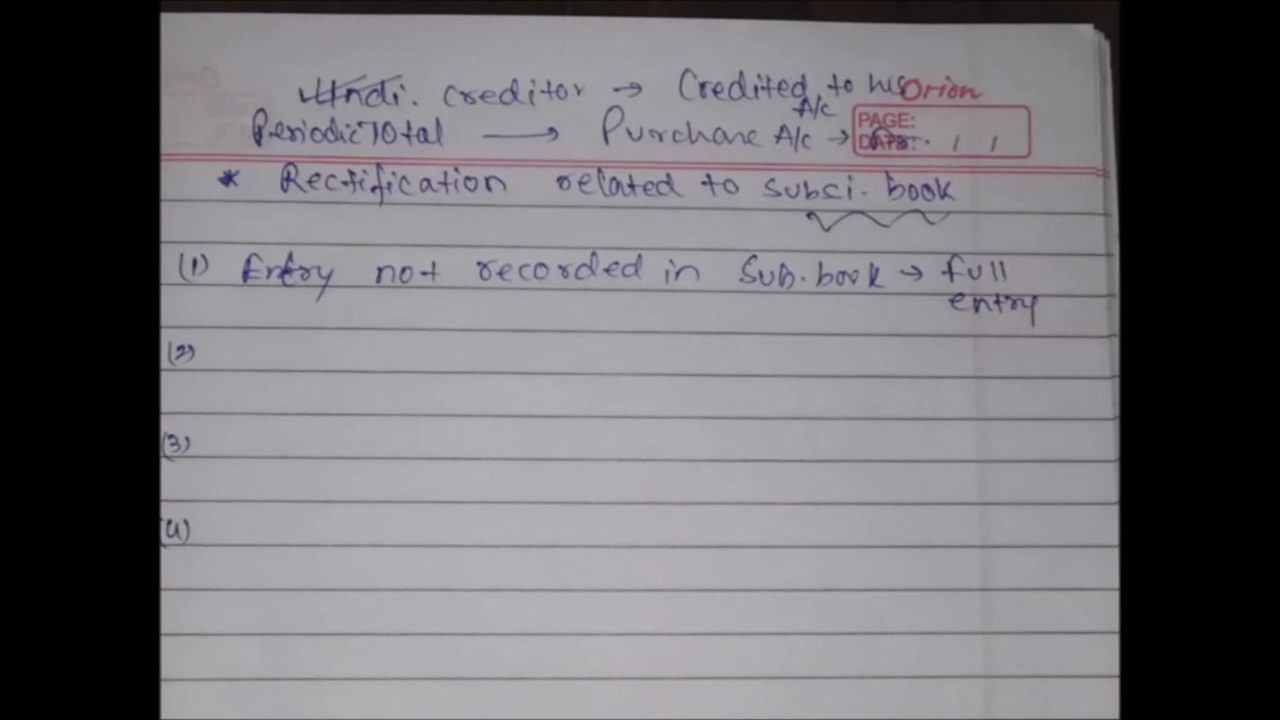 Indi. creditor → Credited to his Orion
A/c
Periodic Total → Purchase A/c → PAGE:
DATE: / /
* Rectification related to subsi. book
(1) Entry not recorded in Sub. book → full
entry
(2)
(3)
(4)